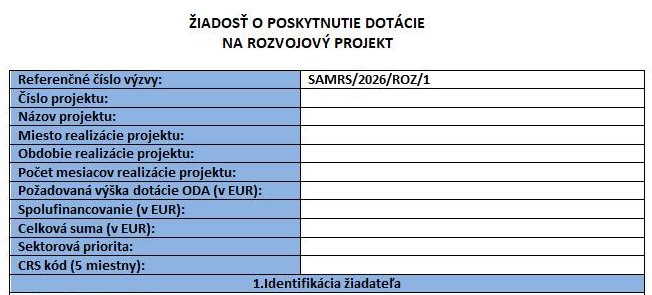 ŽIADOSŤ O POSKYTNUTIE DOTÁCIE
NA ROZVOJOVÝ PROJEKT
Referenčné číslo výzvy: SAMRS/2026/ROZ/1
Číslo projektu:
Názov projektu:
Miesto realizácie projektu:
Obdobie realizácie projektu:
Počet mesiacov realizácie projektu:
Požadovaná výška dotácie ODA (v EUR):
Spolufinancovanie (v EUR):
Celková suma (v EUR):
Sektorová priorita:
CRS kód (5 miestny):
1.Identifikácia žiadateľa